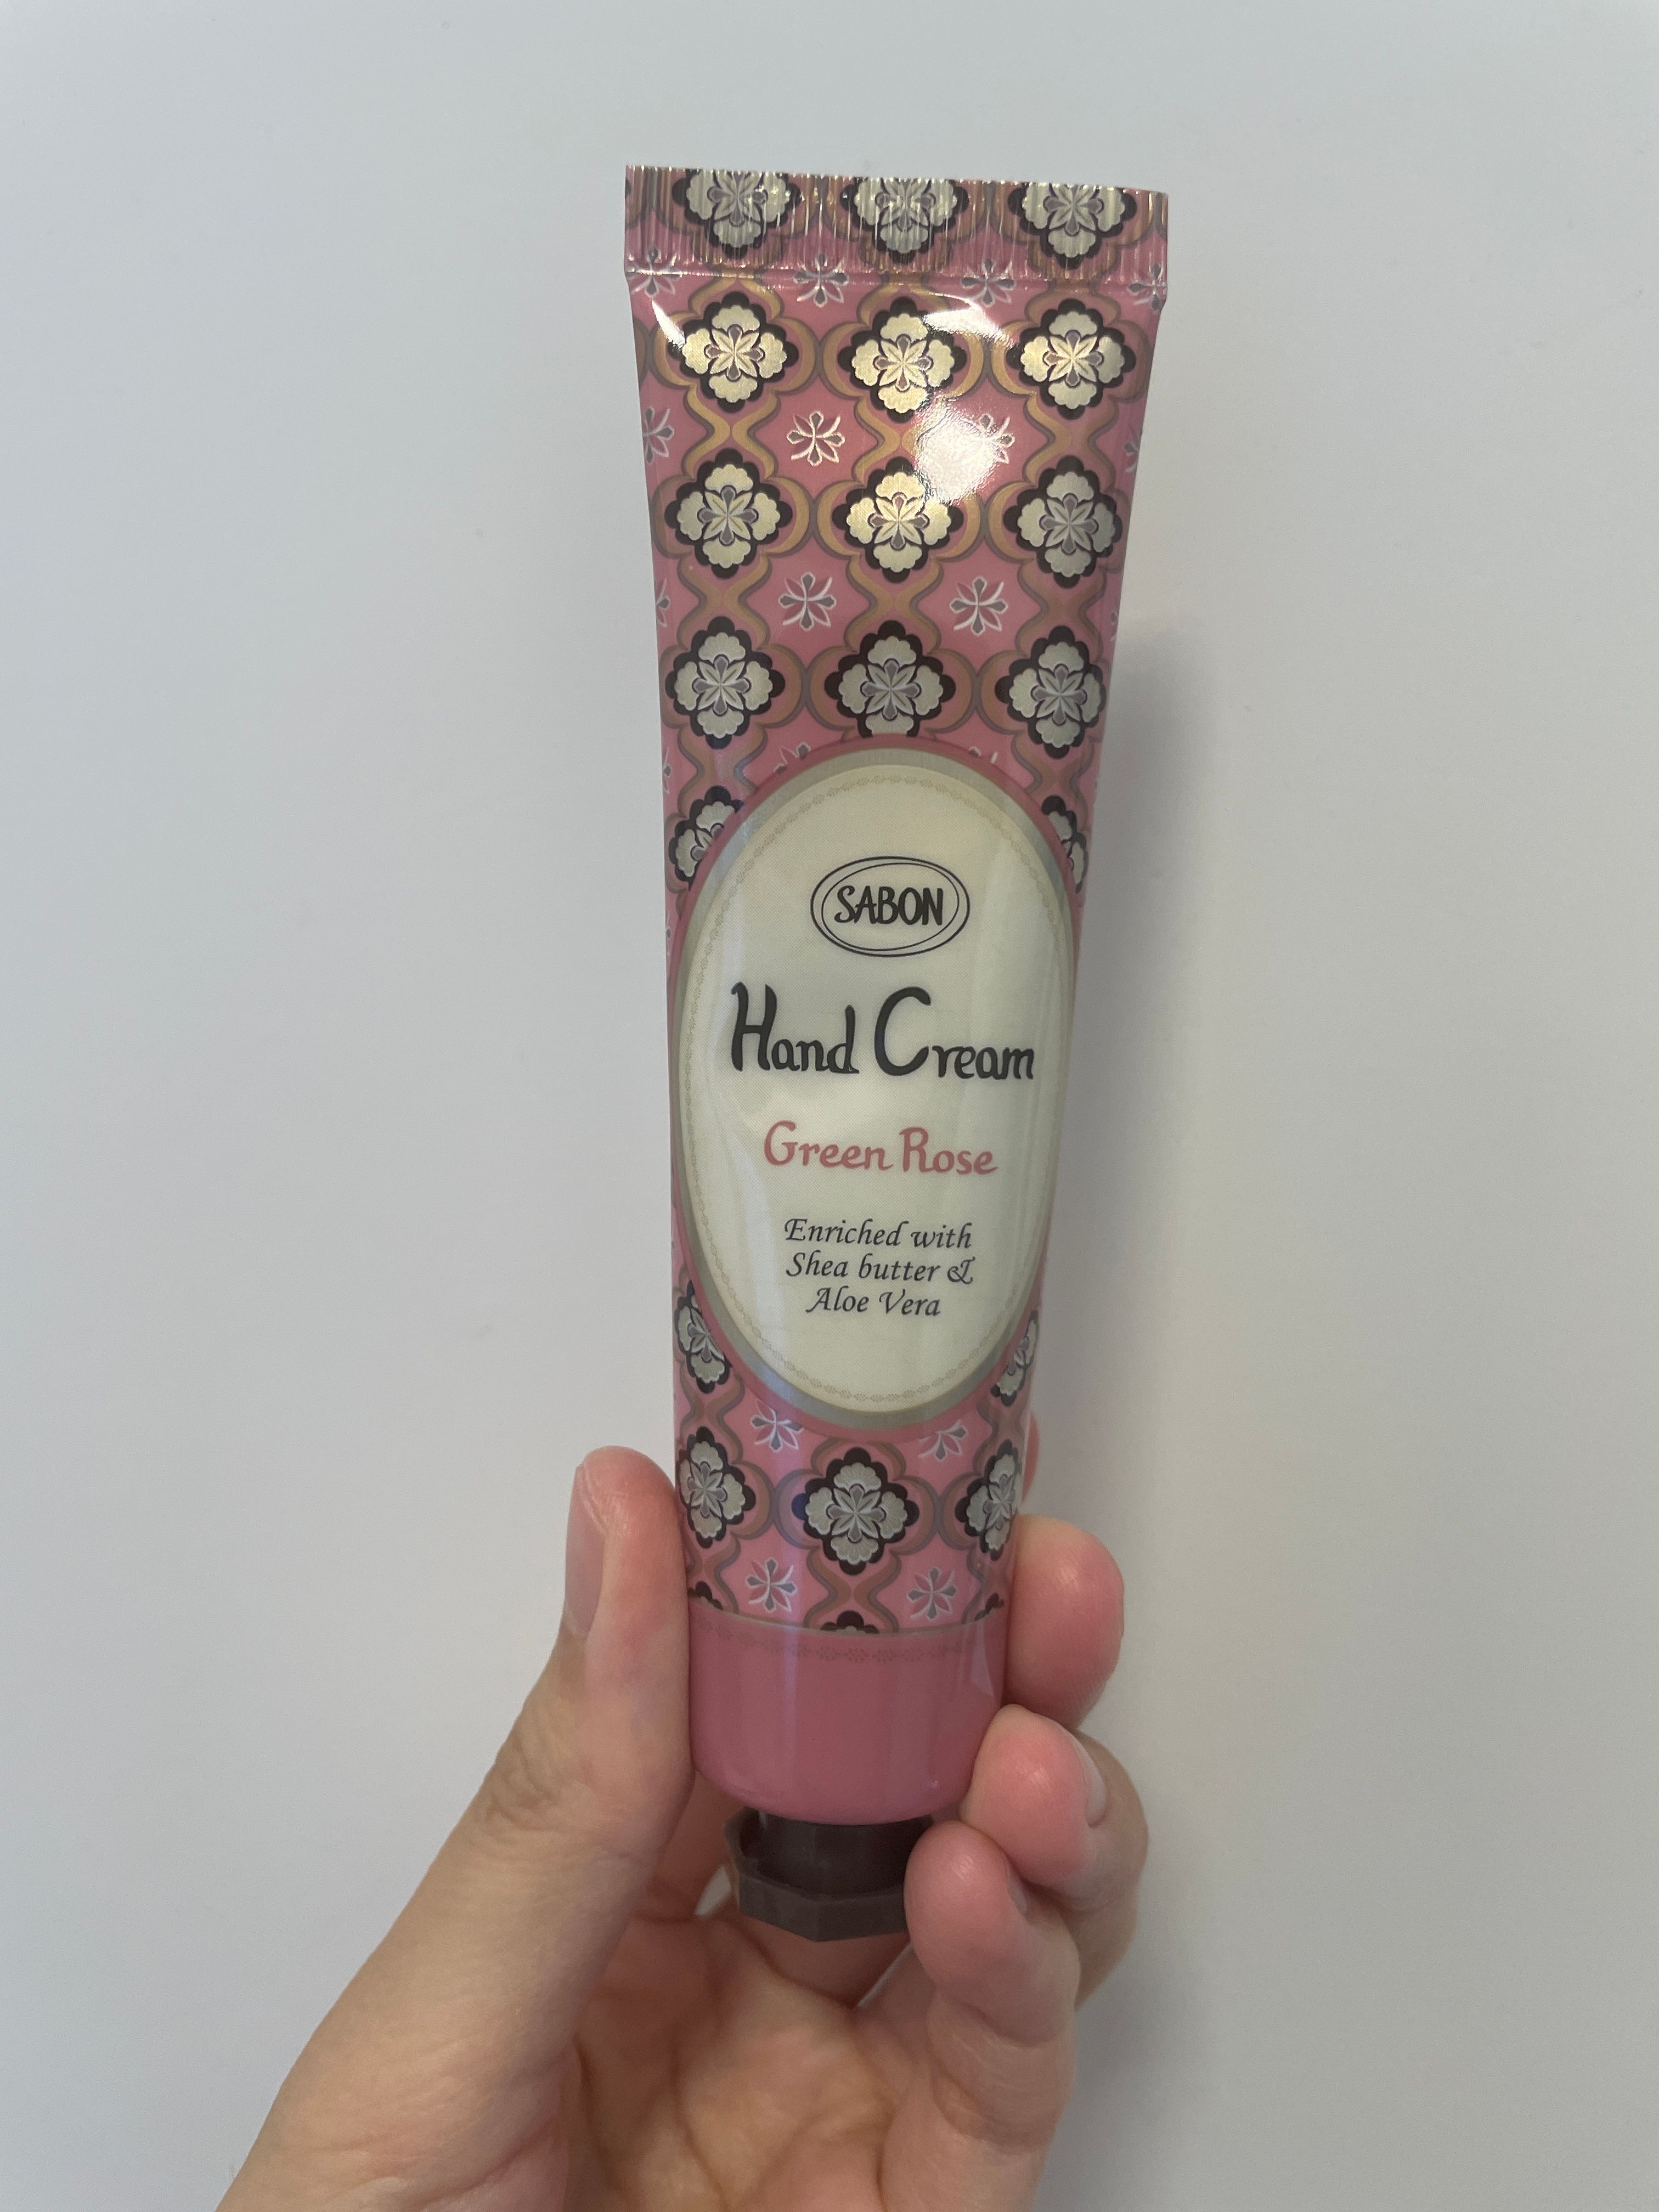 SABON
Hand Cream
Green Rose
Enriched with
Shea butter &
Aloe Vera